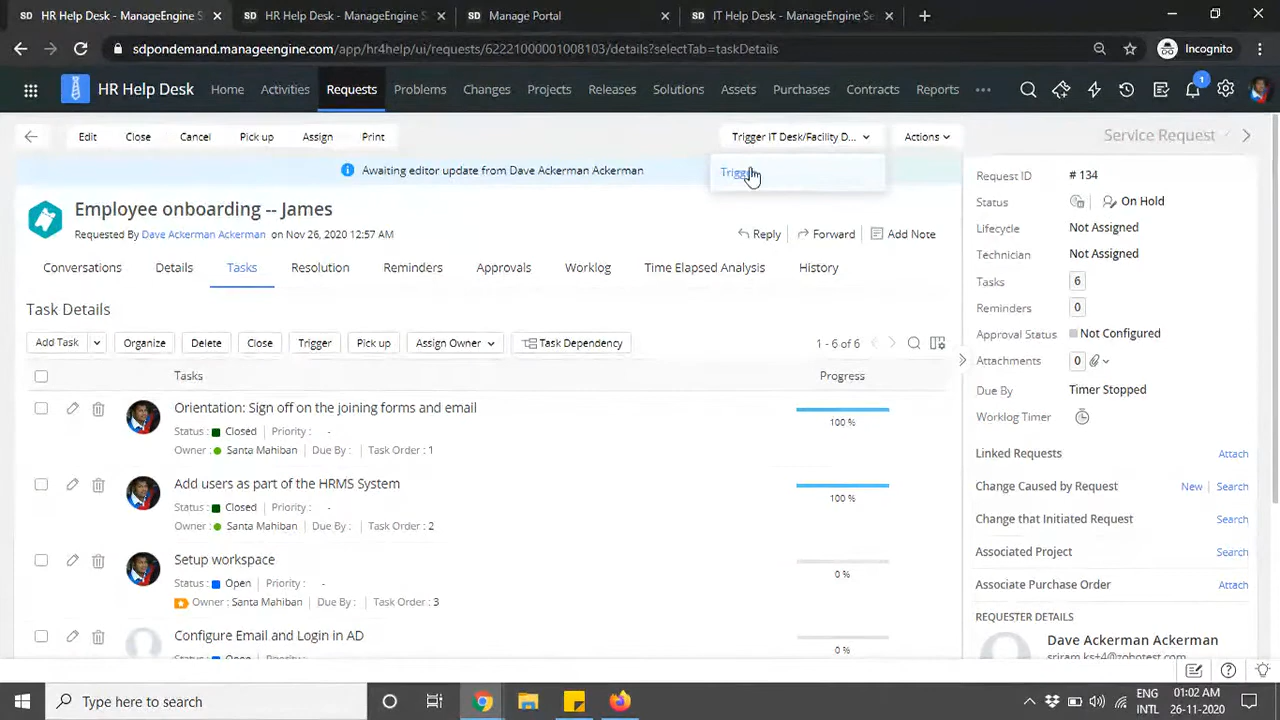 HR Help Desk - ManageEngine S
HR Help Desk - ManageEngine S
Manage Portal
IT Help Desk - ManageEngine Se
sdpondemand.manageengine.com/app/hr4help/ui/requests/62221000001008103/details?selectTab=taskDetails
Incognito
HR Help Desk
Home
Activities
Requests
Problems
Changes
Projects
Releases
Solutions
Assets
Purchases
Contracts
Reports
1
Edit
Close
Cancel
Pick up
Assign
Print
Trigger IT Desk/Facility D...
Actions
Service Request
Awaiting editor update from Dave Ackerman Ackerman
Employee onboarding -- James
Requested By Dave Ackerman Ackerman on Nov 26, 2020 12:57 AM
Reply
Forward
Add Note
Conversations
Details
Tasks
Resolution
Reminders
Approvals
Worklog
Time Elapsed Analysis
History
Task Details
Add Task
Organize
Delete
Close
Trigger
Pick up
Assign Owner
Task Dependency
1 - 6 of 6
Tasks
Progress
Orientation: Sign off on the joining forms and email
Status : Closed Priority : -
Owner : Santa Mahiban Due By : Task Order : 1
100 %
Add users as part of the HRMS System
Status : Closed Priority : -
Owner : Santa Mahiban Due By : Task Order : 2
100 %
Setup workspace
Status : Open Priority : -
Owner : Santa Mahiban Due By : Task Order : 3
0 %
Configure Email and Login in AD
0 %
Request ID # 134
Status On Hold
Lifecycle Not Assigned
Technician Not Assigned
Tasks 6
Reminders 0
Approval Status Not Configured
Attachments 0
Due By Timer Stopped
Worklog Timer
Linked Requests Attach
Change Caused by Request New | Search
Change that Initiated Request Search
Associated Project Search
Associate Purchase Order Attach
REQUESTER DETAILS
Dave Ackerman Ackerman
Type here to search
ENG
INTL
01:02 AM
26-11-2020